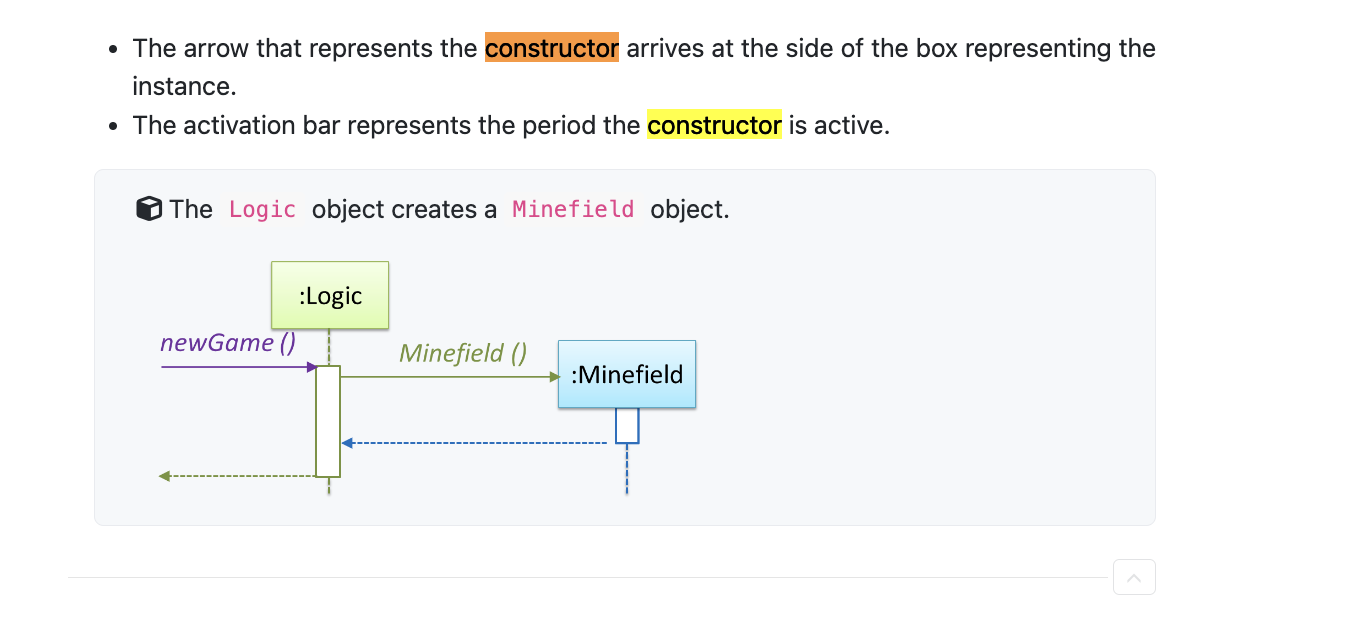 The arrow that represents the constructor arrives at the side of the box representing the
instance.
The activation bar represents the period the constructor is active.
The Logic object creates a Minefield object.
:Logic
newGame ()
Minefield ()
:Minefield